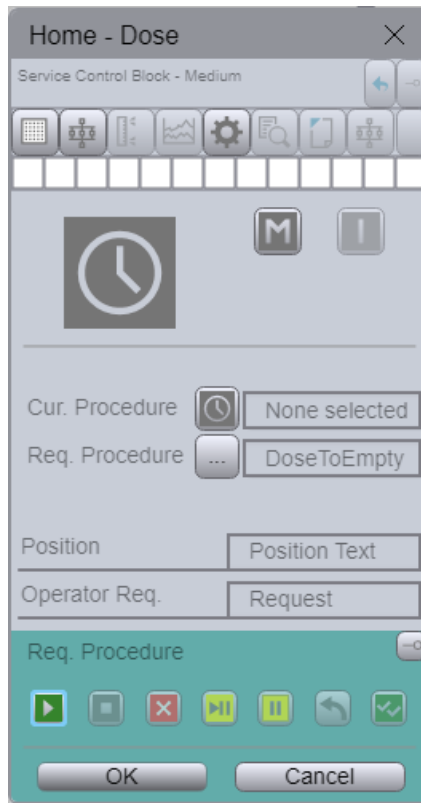 Home - Dose
Service Control Block - Medium
M I
Cur. Procedure None selected
Req. Procedure ... DoseToEmpty
Position Position Text
Operator Req. Request
Req. Procedure
OK Cancel